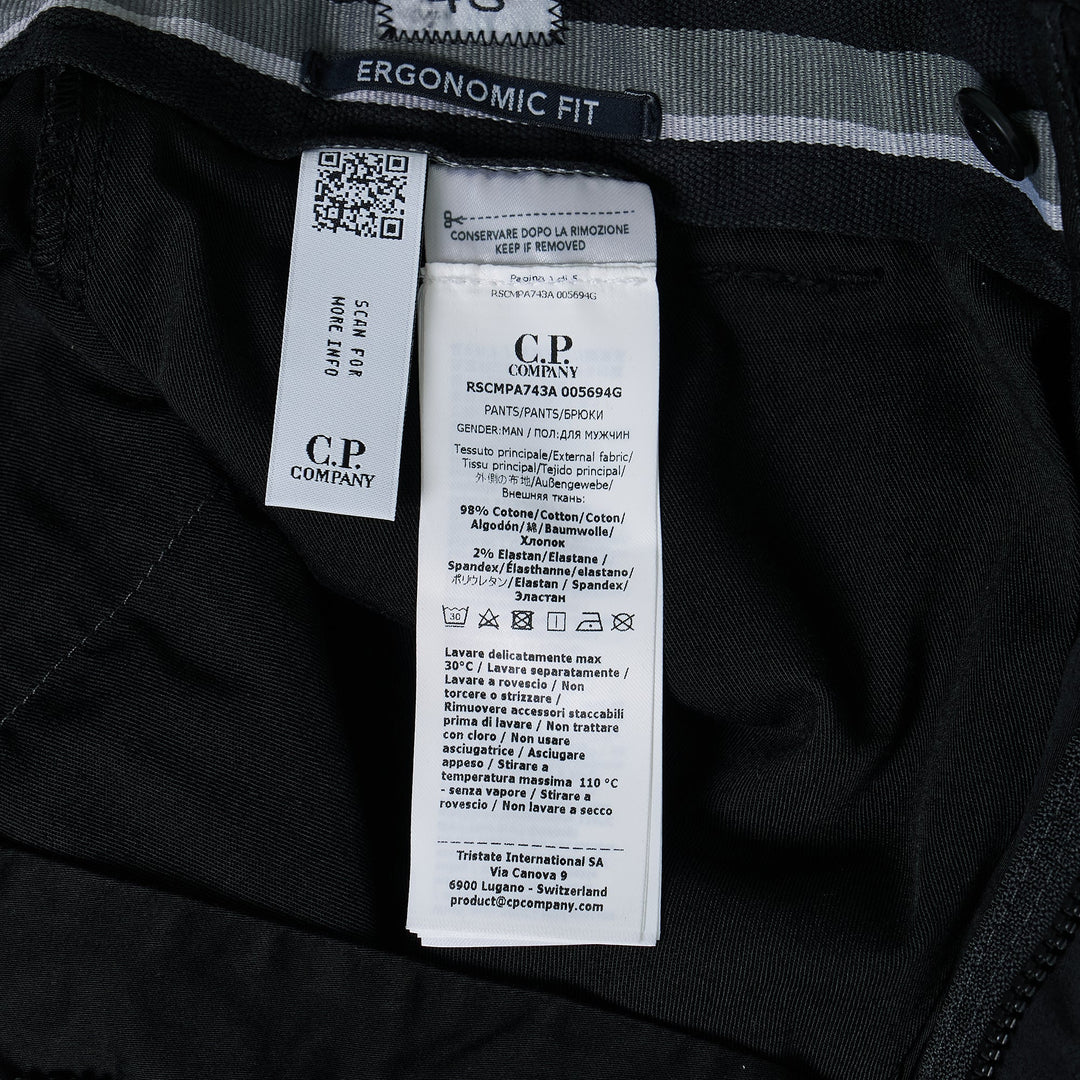 ERGONOMIC FIT
SCAN FOR
MORE INFO
C.P.
COMPANY
CONSERVARE DOPO LA RIMOZIONE
KEEP IF REMOVED
Pagina 1 di 5
RSCMPA743A 005694G
C.P.
COMPANY
RSCMPA743A 005694G
PANTS/PANTS/БРЮКИ
GENDER:MAN / ПОЛ:ДЛЯ МУЖЧИН
Tessuto principale/External fabric/
Tissu principal/Tejido principal/
外側の布地/Außengewebe/
Внешняя ткань:
98% Cotone/Cotton/Coton/
Algodón/綿/Baumwolle/
Хлопок
2% Elastan/Elastane /
Spandex/Élasthanne/elastano/
ポリウレタン/Elastan / Spandex/
Эластан
30
Lavare delicatamente max
30°C / Lavare separatamente /
Lavare a rovescio / Non
torcere o strizzare /
Rimuovere accessori staccabili
prima di lavare / Non trattare
con cloro / Non usare
asciugatrice / Asciugare
appeso / Stirare a
temperatura massima 110 °C
- senza vapore / Stirare a
rovescio / Non lavare a secco
Tristate International SA
Via Canova 9
6900 Lugano - Switzerland
product@cpcompany.com